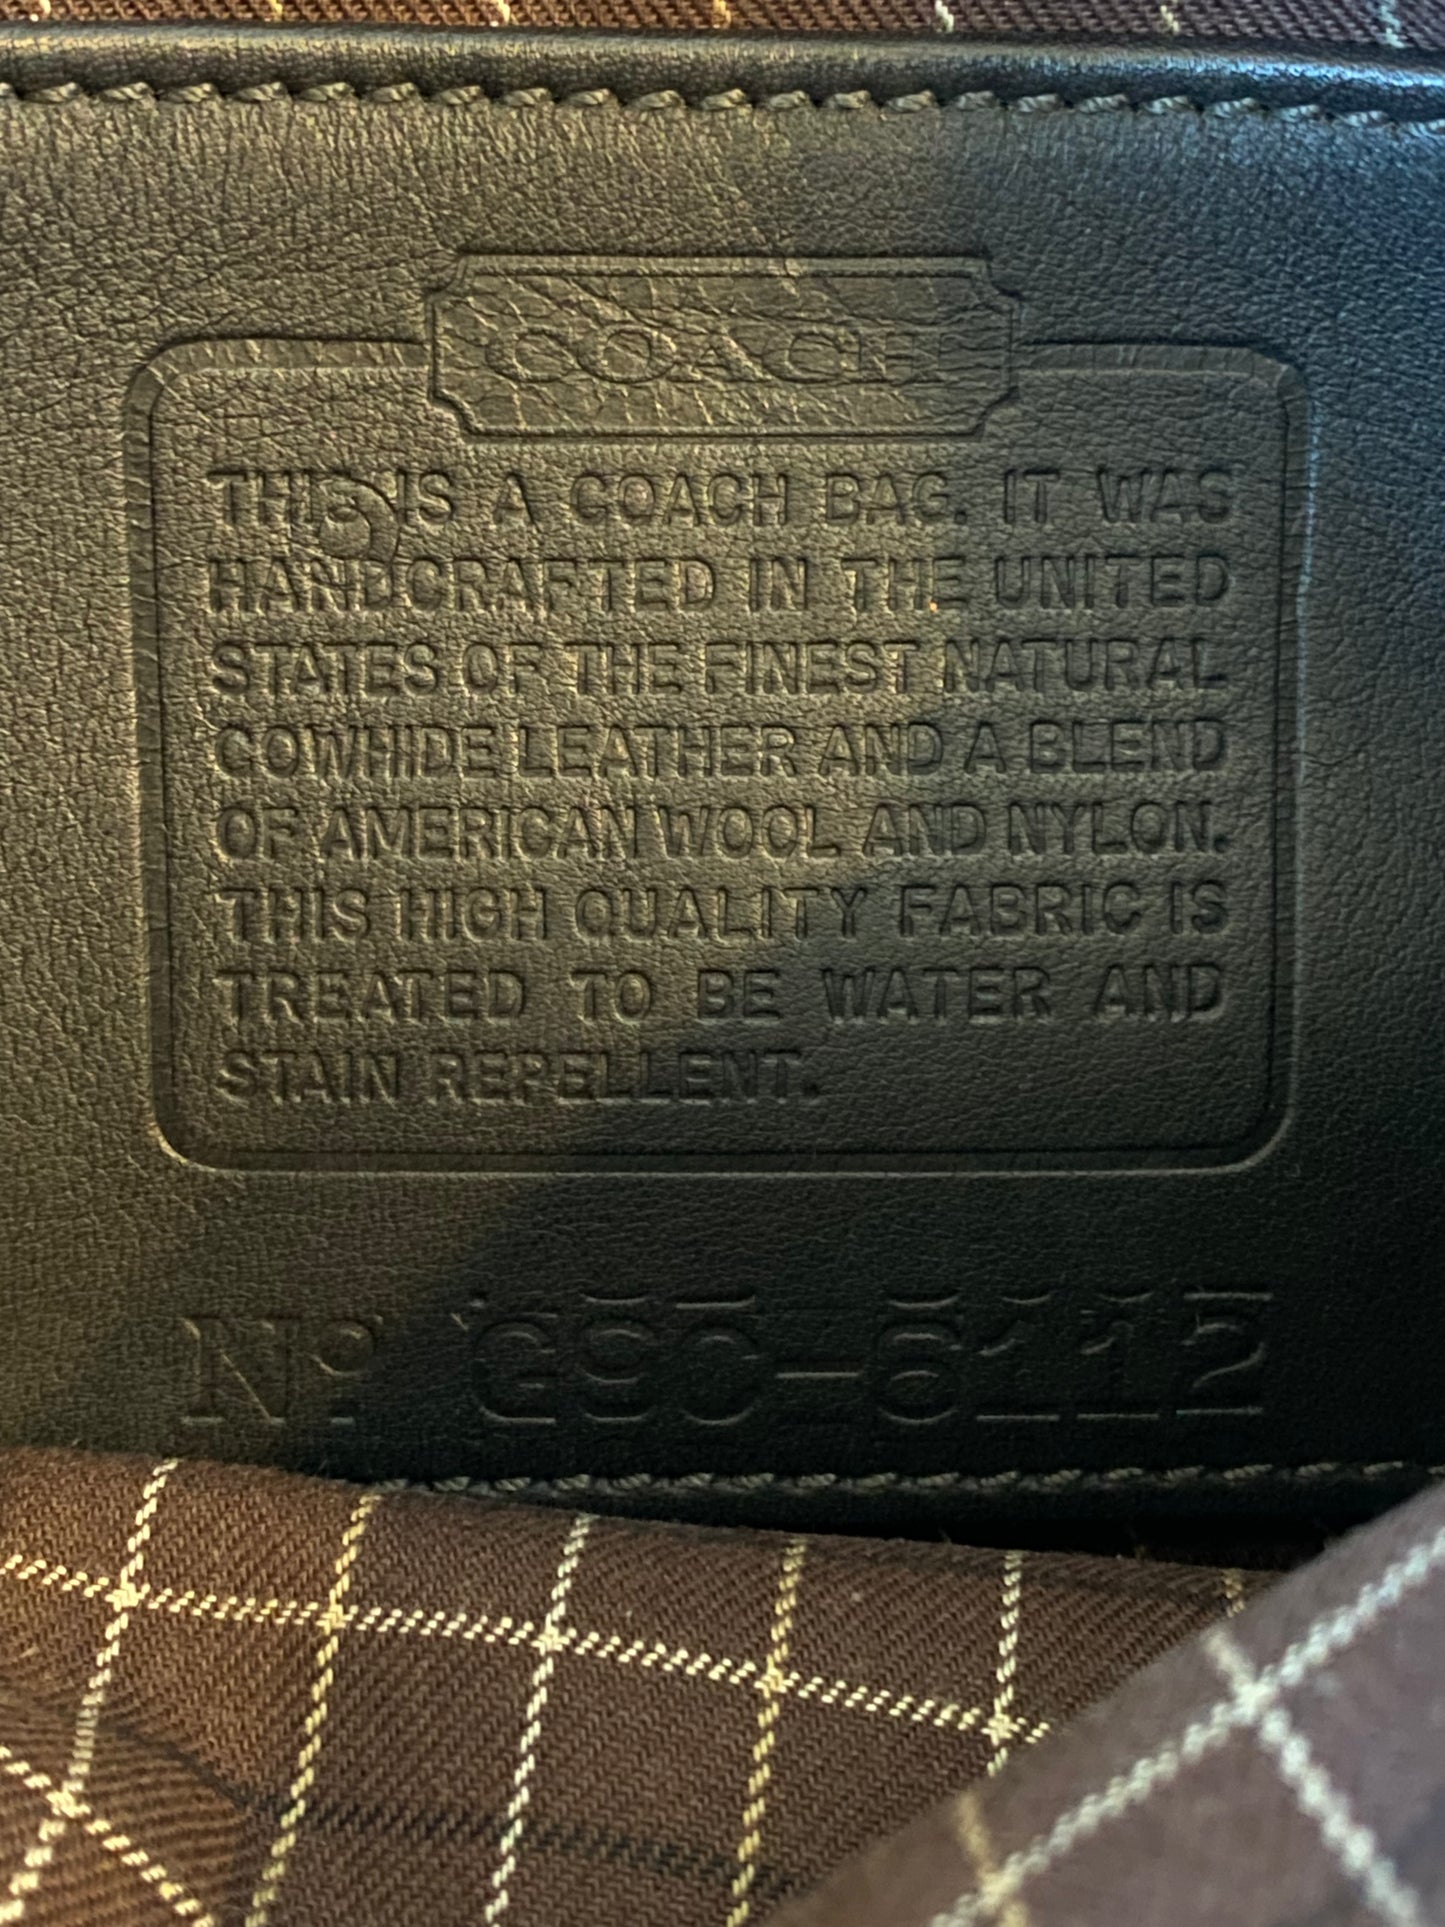 COACH
THIS IS A COACH BAG. IT WAS
HANDCRAFTED IN THE UNITED
STATES OF THE FINEST NATURAL
COWHIDE LEATHER AND A BLEND
OF AMERICAN WOOL AND NYLON.
THIS HIGH QUALITY FABRIC IS
TREATED TO BE WATER AND
STAIN REPELLENT.
Nº